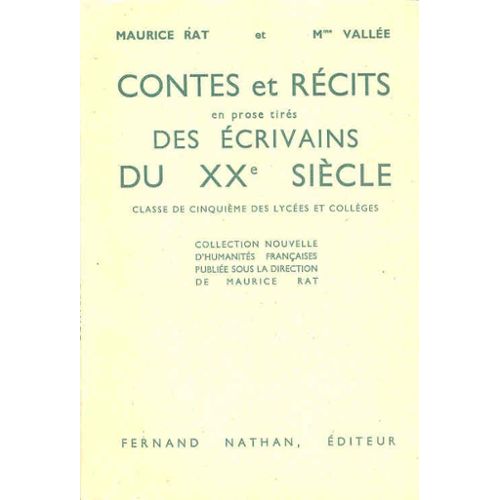 MAURICE RAT et Mme VALLÉE
CONTES et RÉCITS
en prose tirés
DES ÉCRIVAINS
DU XXe SIÈCLE
CLASSE DE CINQUIÈME DES LYCÉES ET COLLÈGES
COLLECTION NOUVELLE
D'HUMANITÉS FRANÇAISES
PUBLIÉE SOUS LA DIRECTION
DE MAURICE RAT
FERNAND NATHAN, ÉDITEUR